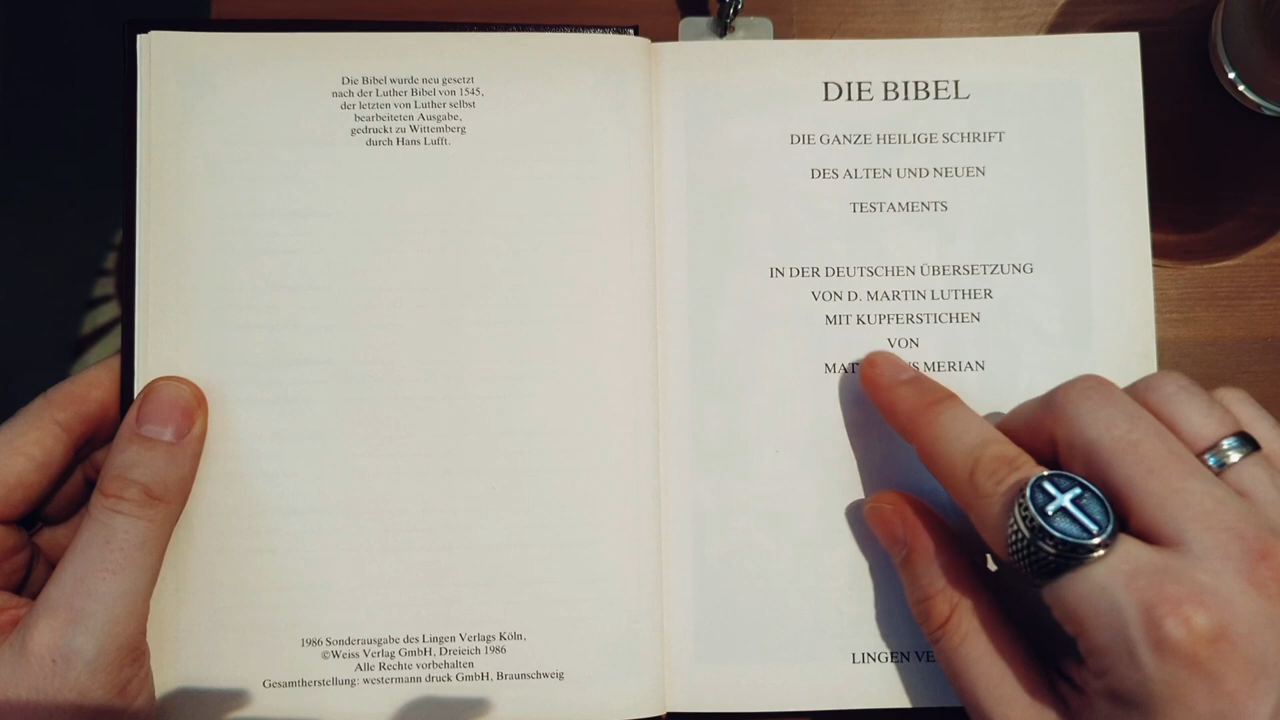 Die Bibel wurde neu gesetzt
nach der Luther Bibel von 1545,
der letzten von Luther selbst
bearbeiteten Ausgabe,
gedruckt zu Wittemberg
durch Hans Lufft.
1986 Sonderausgabe des Lingen Verlags Köln,
©Weiss Verlag GmbH, Dreieich 1986
Alle Rechte vorbehalten
Gesamtherstellung: westermann druck GmbH, Braunschweig
DIE BIBEL
DIE GANZE HEILIGE SCHRIFT
DES ALTEN UND NEUEN
TESTAMENTS
IN DER DEUTSCHEN ÜBERSETZUNG
VON D. MARTIN LUTHER
MIT KUPFERSTICHEN
VON
MERIAN
LINGEN